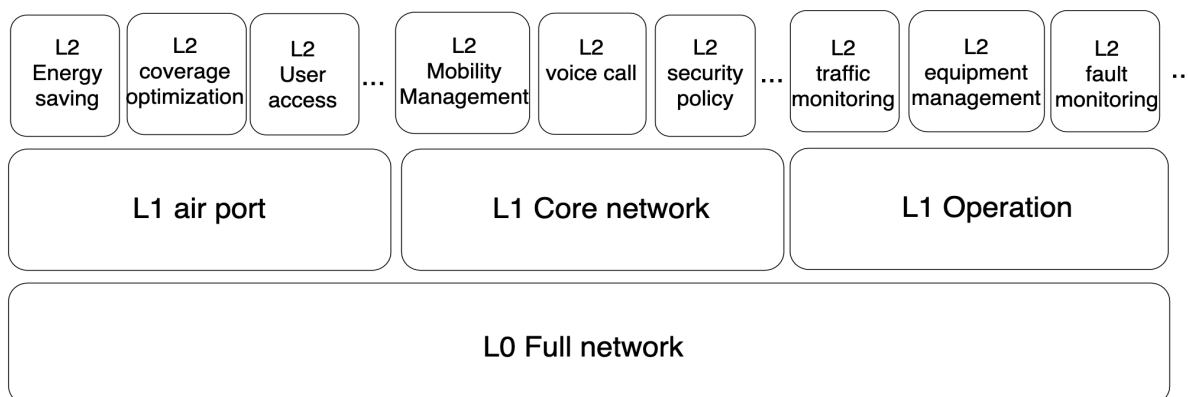 L2
Energy
saving
L2
coverage
optimization
L2
User
access
...
L2
Mobility
Management
L2
voice call
L2
security
policy
...
L2
traffic
monitoring
L2
equipment
management
L2
fault
monitoring
..
L1 air port
L1 Core network
L1 Operation
L0 Full network